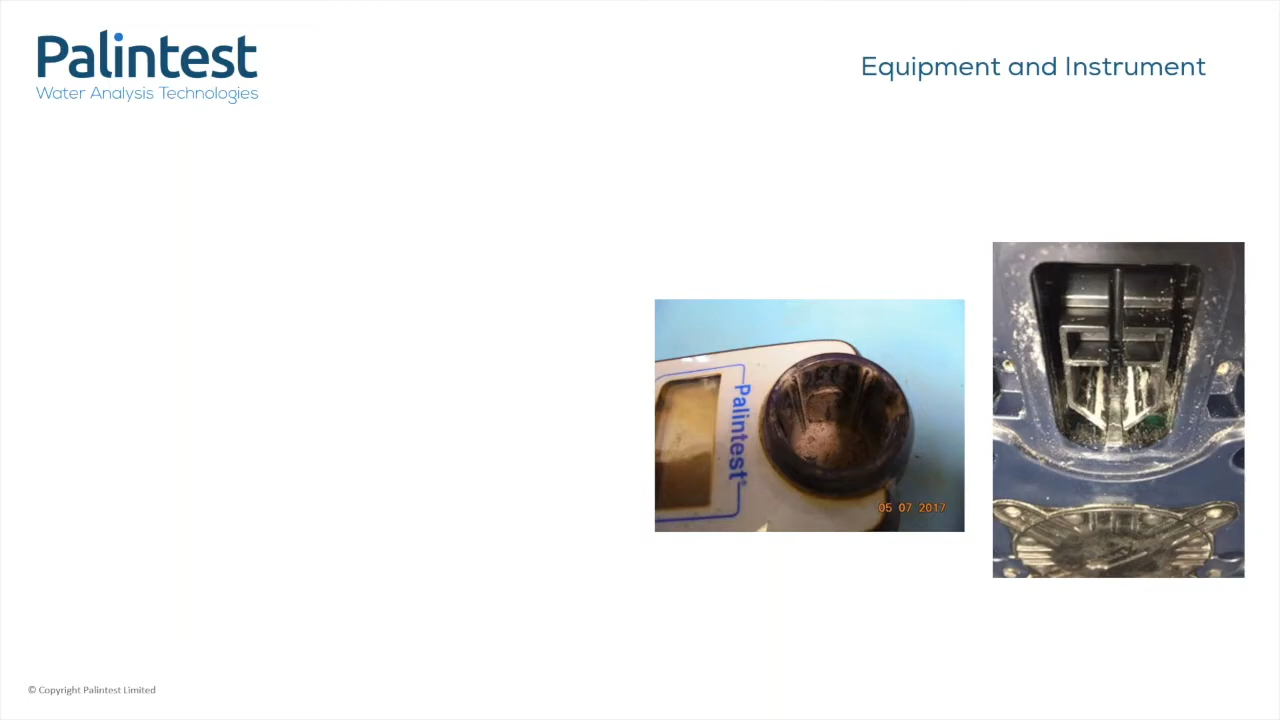 Palintest
Water Analysis Technologies
Equipment and Instrument
Palintest®
05 07 2017
© Copyright Palintest Limited